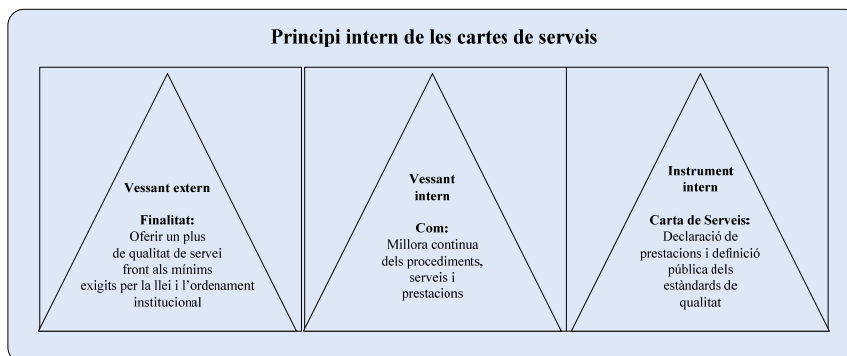 Principi intern de les cartes de serveis
Vessant extern
Finalitat:
Oferir un plus
de qualitat de servei
front als mínims
exigits per la llei i l'ordenament
institucional
Vessant
intern
Com:
Millora continua
dels procediments,
serveis i
prestacions
Instrument
intern
Carta de Serveis:
Declaració de
prestacions i definició
pública dels
estàndards de
qualitat